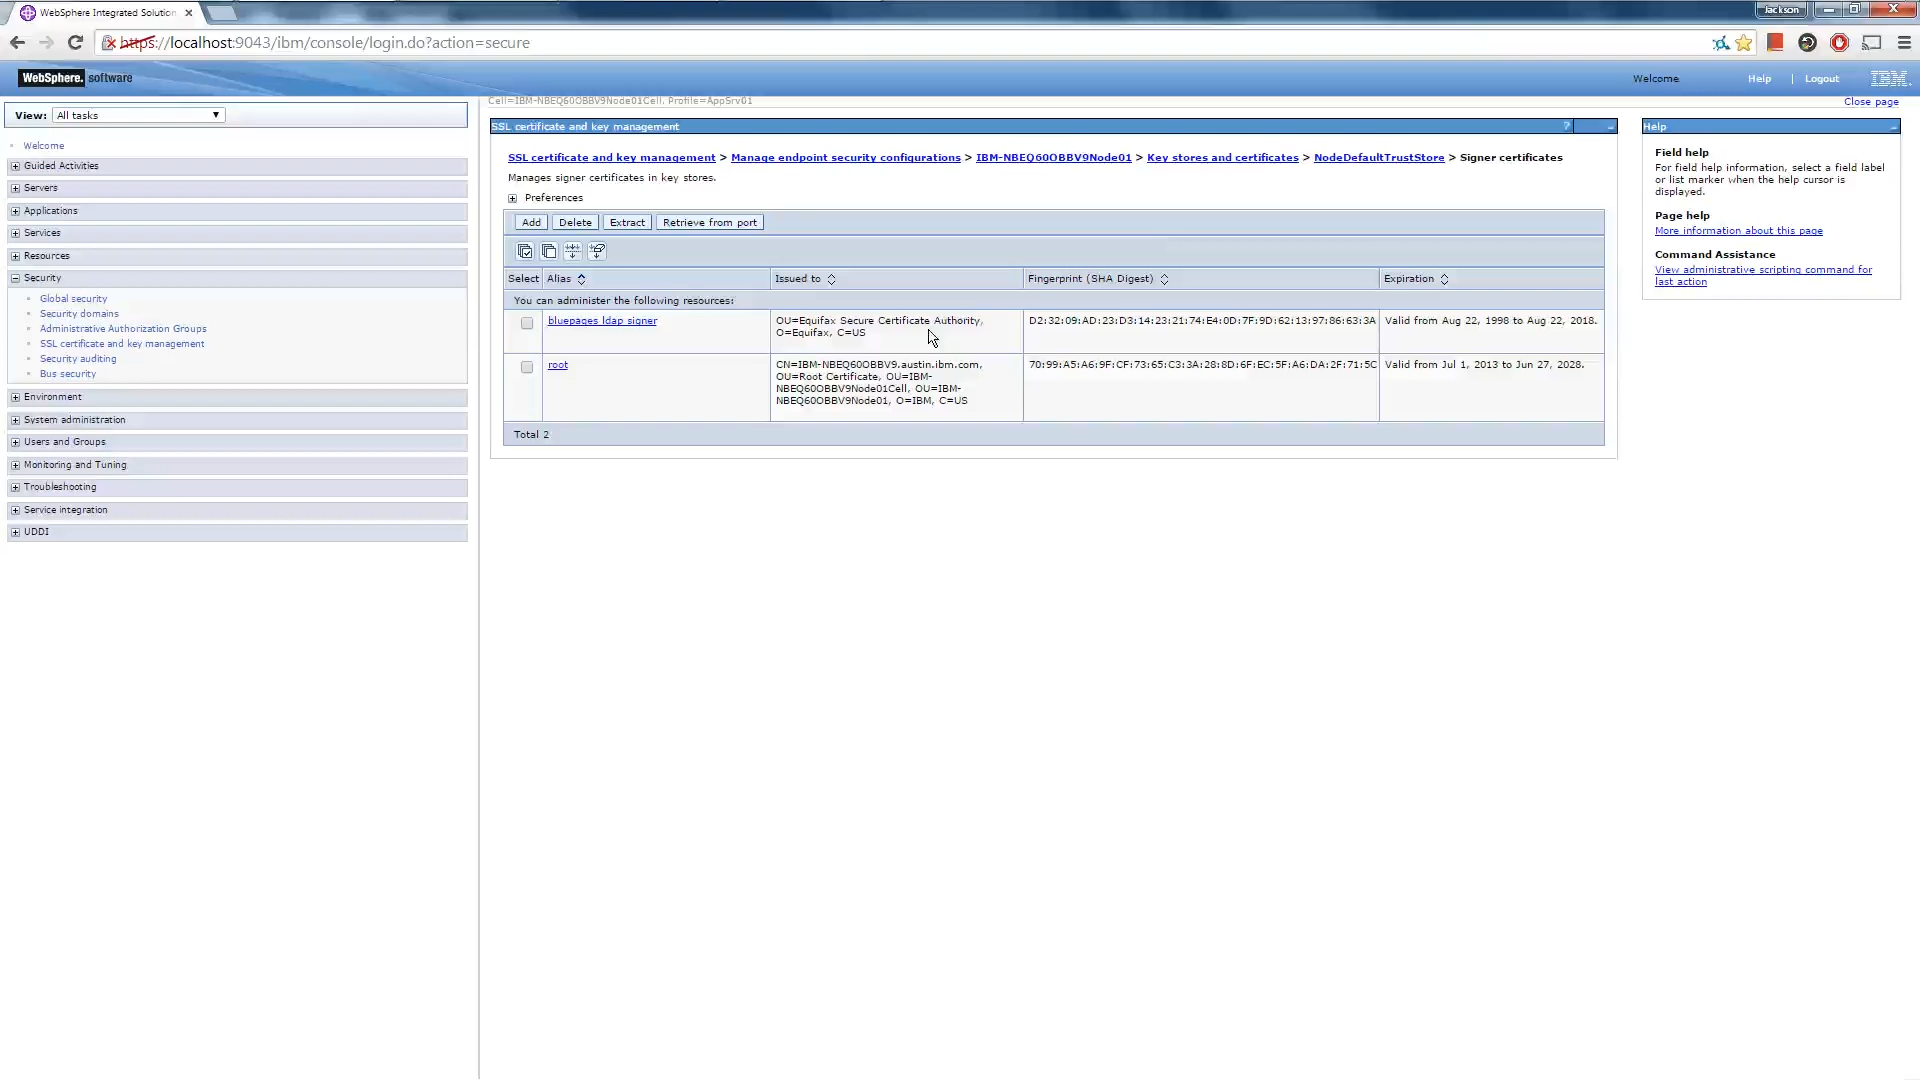 WebSphere Integrated Solution
Jackson
https://localhost:9043/ibm/console/login.do?action=secure
WebSphere. software
Welcome
Help
Logout
IBM.
View: All tasks
Cell=IBM-NBEQ60OBBV9Node01Cell, Profile=AppSrv01
Close page
Welcome
Guided Activities
Servers
Applications
Services
Resources
Security
Global security
Security domains
Administrative Authorization Groups
SSL certificate and key management
Security auditing
Bus security
Environment
System administration
Users and Groups
Monitoring and Tuning
Troubleshooting
Service integration
UDDI
SSL certificate and key management
?
SSL certificate and key management > Manage endpoint security configurations > IBM-NBEQ60OBBV9Node01 > Key stores and certificates > NodeDefaultTrustStore > Signer certificates
Manages signer certificates in key stores.
Preferences
Add Delete Extract Retrieve from port
Select Alias Issued to Fingerprint (SHA Digest) Expiration
You can administer the following resources:
bluepages ldap signer OU=Equifax Secure Certificate Authority, D2:32:09:AD:23:D3:14:23:21:74:E4:0D:7F:9D:62:13:97:86:63:3A Valid from Aug 22, 1998 to Aug 22, 2018.
O=Equifax, C=US
root CN=IBM-NBEQ60OBBV9.austin.ibm.com, 70:99:A5:A6:9F:CF:73:65:C3:3A:28:8D:6F:EC:5F:A6:DA:2F:71:5C Valid from Jul 1, 2013 to Jun 27, 2028.
OU=Root Certificate, OU=IBM-
NBEQ60OBBV9Node01Cell, OU=IBM-
NBEQ60OBBV9Node01, O=IBM, C=US
Total 2
Help
Field help
For field help information, select a field label
or list marker when the help cursor is
displayed.
Page help
More information about this page
Command Assistance
View administrative scripting command for
last action